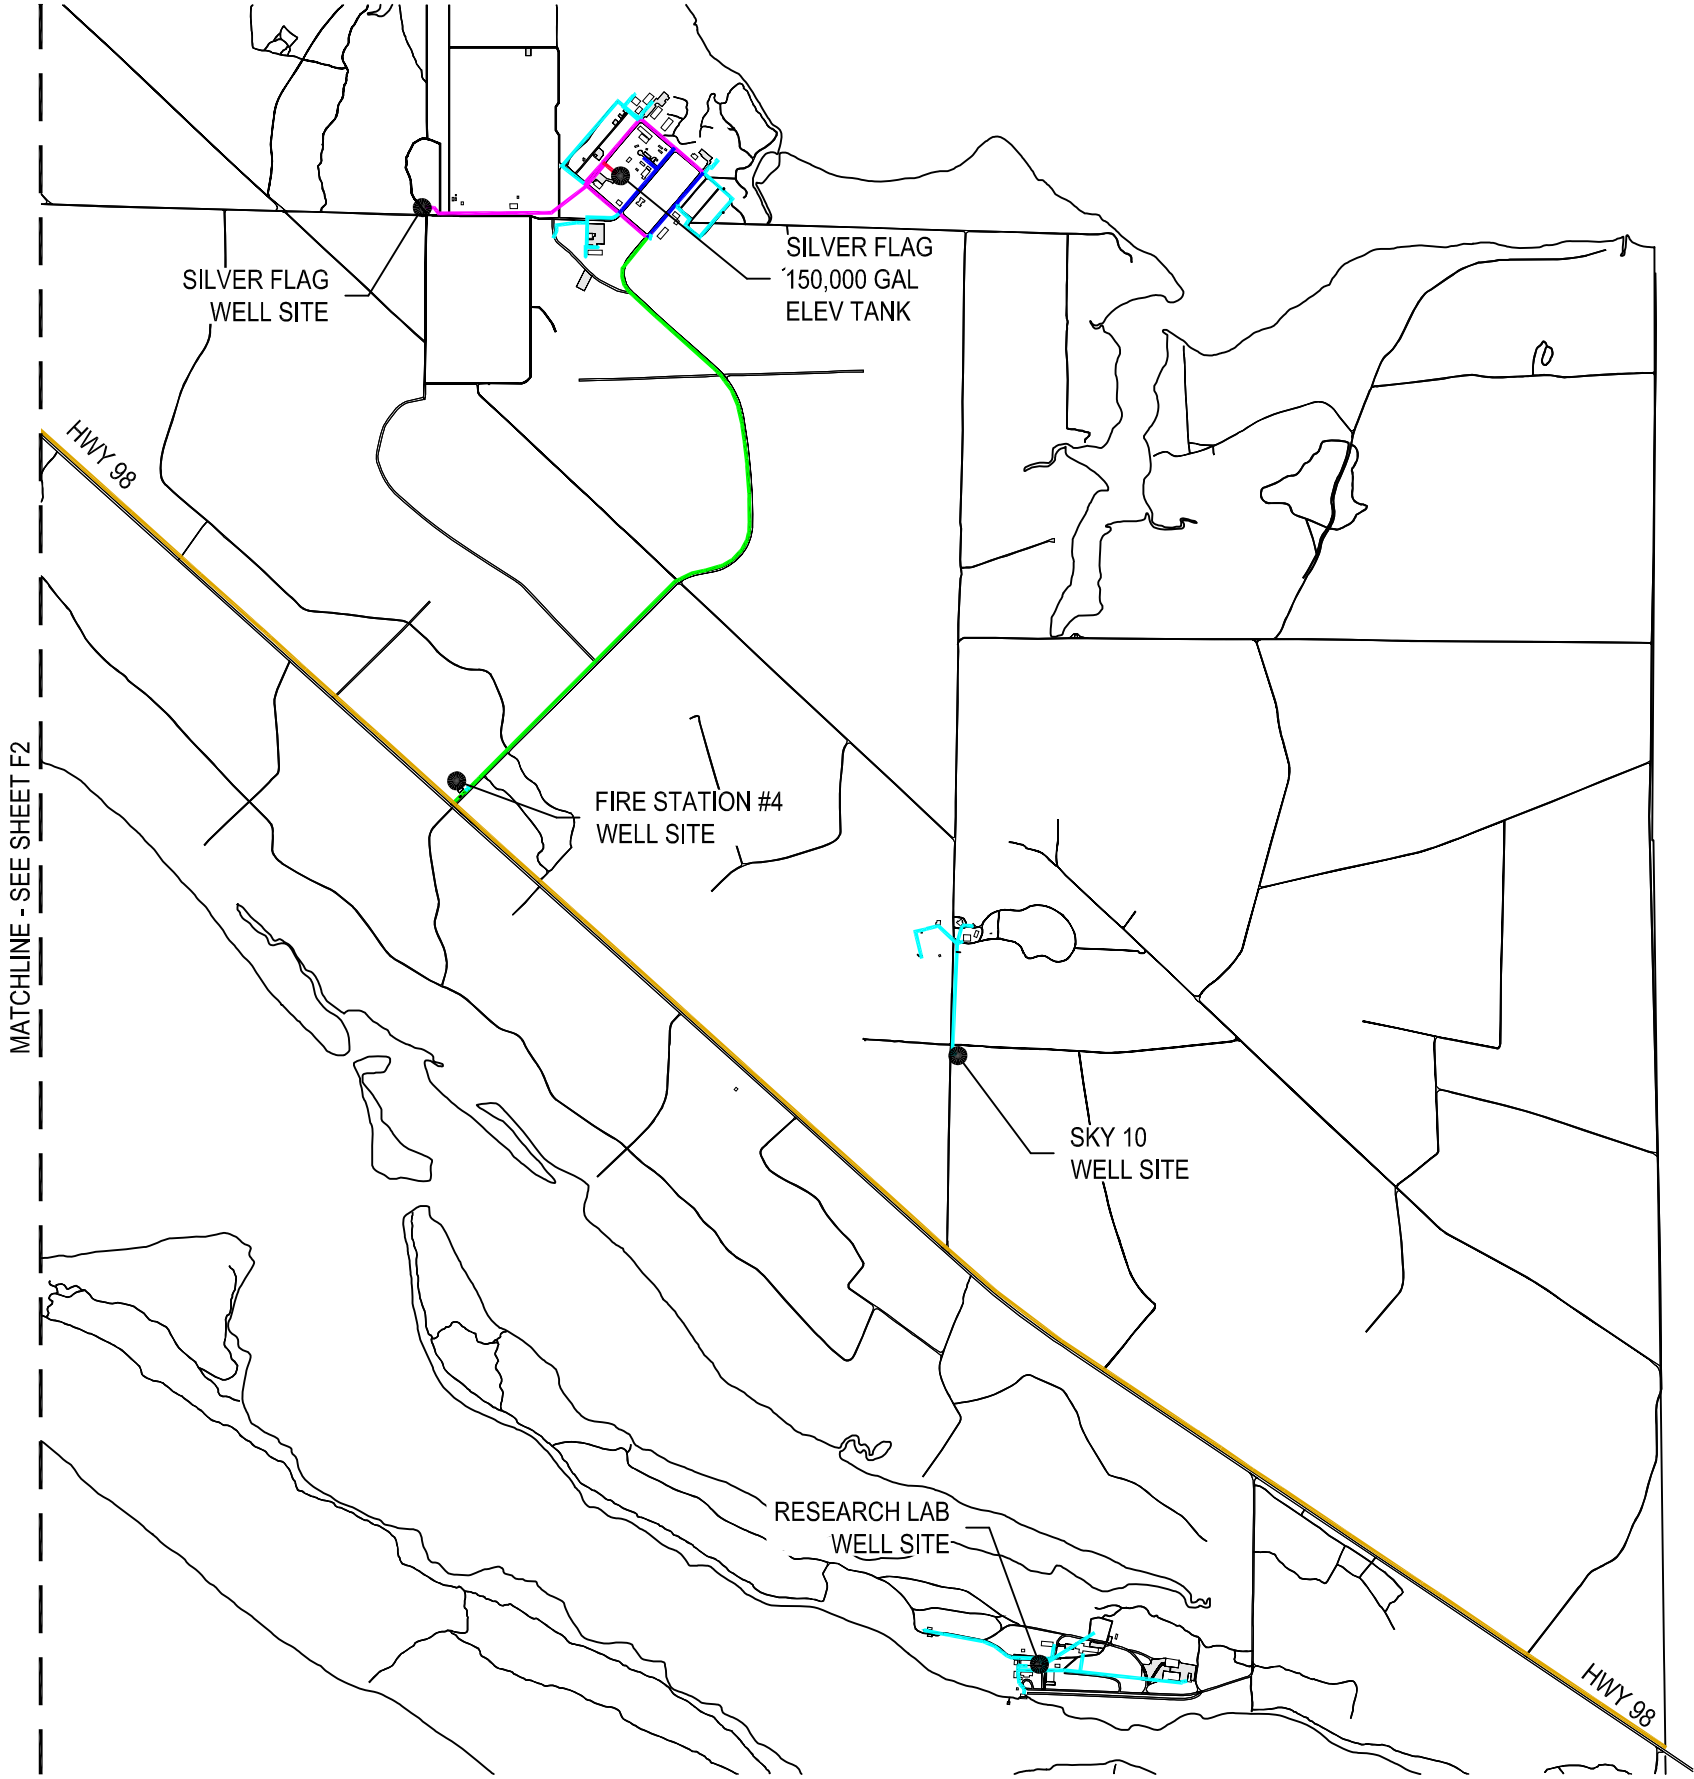 SILVER FLAG
WELL SITE
SILVER FLAG
150,000 GAL
ELEV TANK
HWY 98
MATCHLINE - SEE SHEET F2
FIRE STATION #4
WELL SITE
SKY 10
WELL SITE
RESEARCH LAB
WELL SITE
HWY 98